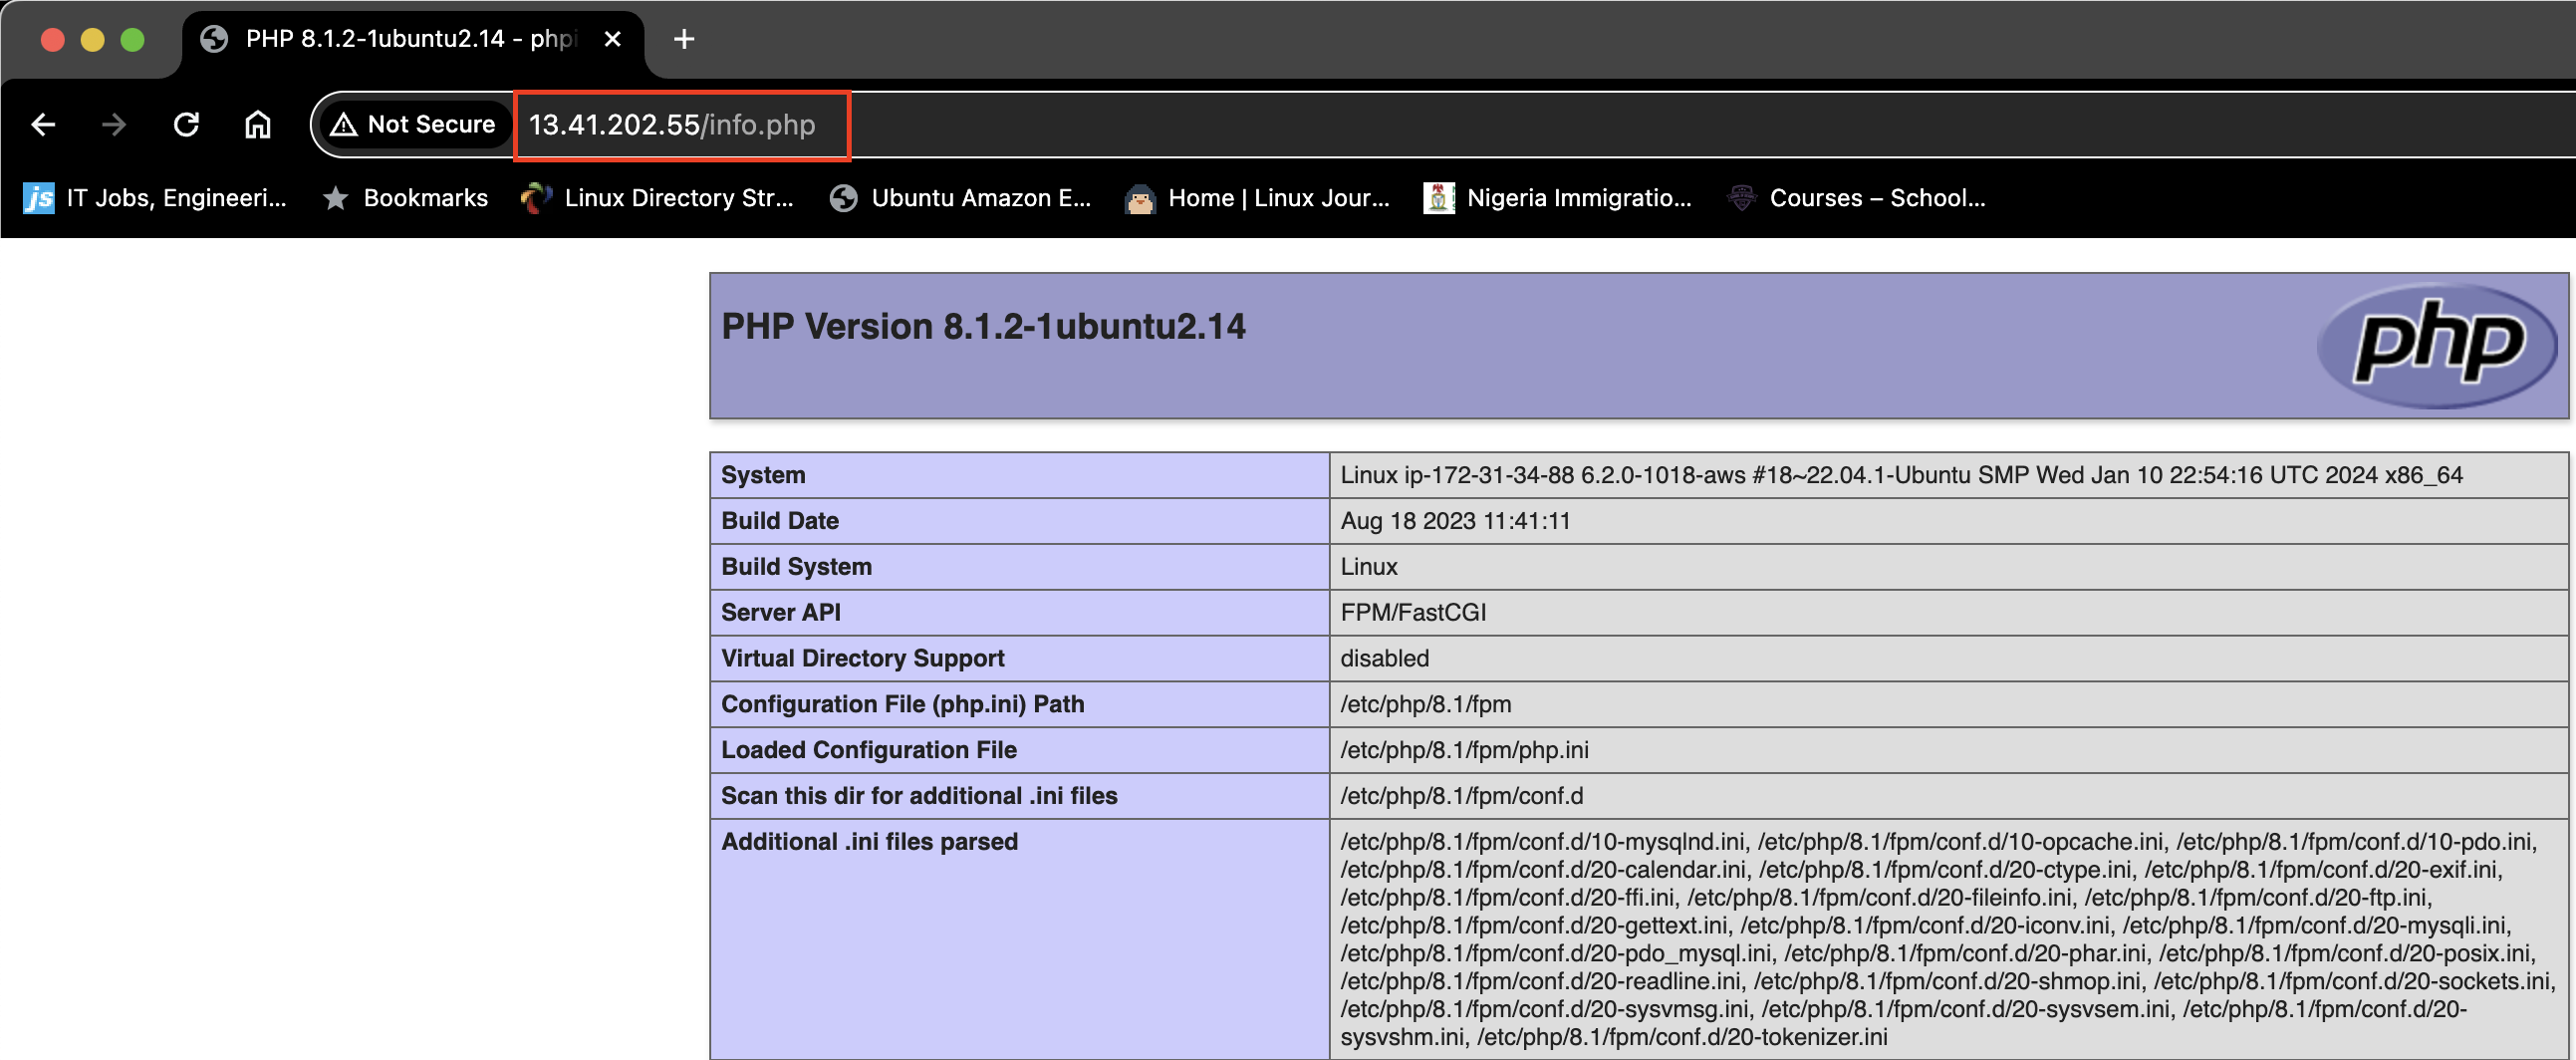 PHP 8.1.2-1ubuntu2.14 - phpi
Not Secure 13.41.202.55/info.php
IT Jobs, Engineeri... Bookmarks Linux Directory Str... Ubuntu Amazon E... Home | Linux Jour... Nigeria Immigratio... Courses – School...
PHP Version 8.1.2-1ubuntu2.14
php
System Linux ip-172-31-34-88 6.2.0-1018-aws #18~22.04.1-Ubuntu SMP Wed Jan 10 22:54:16 UTC 2024 x86_64
Build Date Aug 18 2023 11:41:11
Build System Linux
Server API FPM/FastCGI
Virtual Directory Support disabled
Configuration File (php.ini) Path /etc/php/8.1/fpm
Loaded Configuration File /etc/php/8.1/fpm/php.ini
Scan this dir for additional .ini files /etc/php/8.1/fpm/conf.d
Additional .ini files parsed /etc/php/8.1/fpm/conf.d/10-mysqlnd.ini, /etc/php/8.1/fpm/conf.d/10-opcache.ini, /etc/php/8.1/fpm/conf.d/10-pdo.ini,
/etc/php/8.1/fpm/conf.d/20-calendar.ini, /etc/php/8.1/fpm/conf.d/20-ctype.ini, /etc/php/8.1/fpm/conf.d/20-exif.ini,
/etc/php/8.1/fpm/conf.d/20-ffi.ini, /etc/php/8.1/fpm/conf.d/20-fileinfo.ini, /etc/php/8.1/fpm/conf.d/20-ftp.ini,
/etc/php/8.1/fpm/conf.d/20-gettext.ini, /etc/php/8.1/fpm/conf.d/20-iconv.ini, /etc/php/8.1/fpm/conf.d/20-mysqli.ini,
/etc/php/8.1/fpm/conf.d/20-pdo_mysql.ini, /etc/php/8.1/fpm/conf.d/20-phar.ini, /etc/php/8.1/fpm/conf.d/20-posix.ini,
/etc/php/8.1/fpm/conf.d/20-readline.ini, /etc/php/8.1/fpm/conf.d/20-shmop.ini, /etc/php/8.1/fpm/conf.d/20-sockets.ini,
/etc/php/8.1/fpm/conf.d/20-sysvmsg.ini, /etc/php/8.1/fpm/conf.d/20-sysvsem.ini, /etc/php/8.1/fpm/conf.d/20-
sysvshm.ini, /etc/php/8.1/fpm/conf.d/20-tokenizer.ini